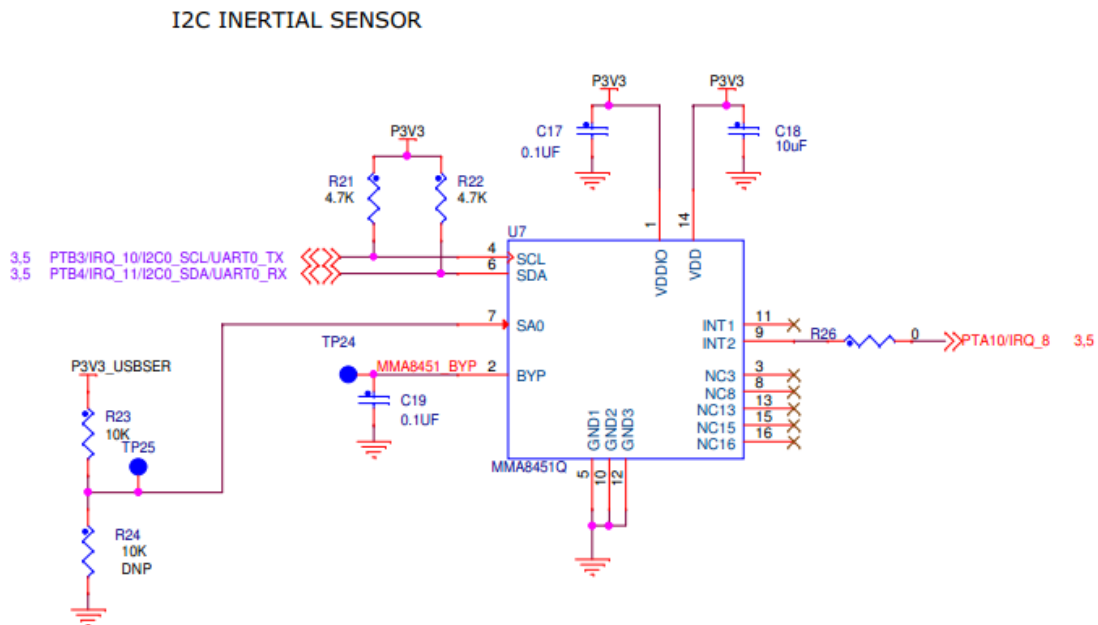 I2C INERTIAL SENSOR
P3V3
P3V3
C17
0.1UF
C18
10uF
P3V3
R21
4.7K
R22
4.7K
1
14
U7
VDDIO
VDD
3,5 PTB3/IRQ_10/I2C0_SCL/UART0_TX
4
SCL
3,5 PTB4/IRQ_11/I2C0_SDA/UART0_RX
6
SDA
7
SA0
INT1
11
INT2
9
R26
0
PTA10/IRQ_8 3,5
TP24
MMA8451_BYP
2
BYP
C19
0.1UF
NC3
3
NC8
8
NC13
13
NC15
15
NC16
16
P3V3_USBSER
R23
10K
TP25
GND1
GND2
GND3
MMA8451Q
5
10
12
R24
10K
DNP